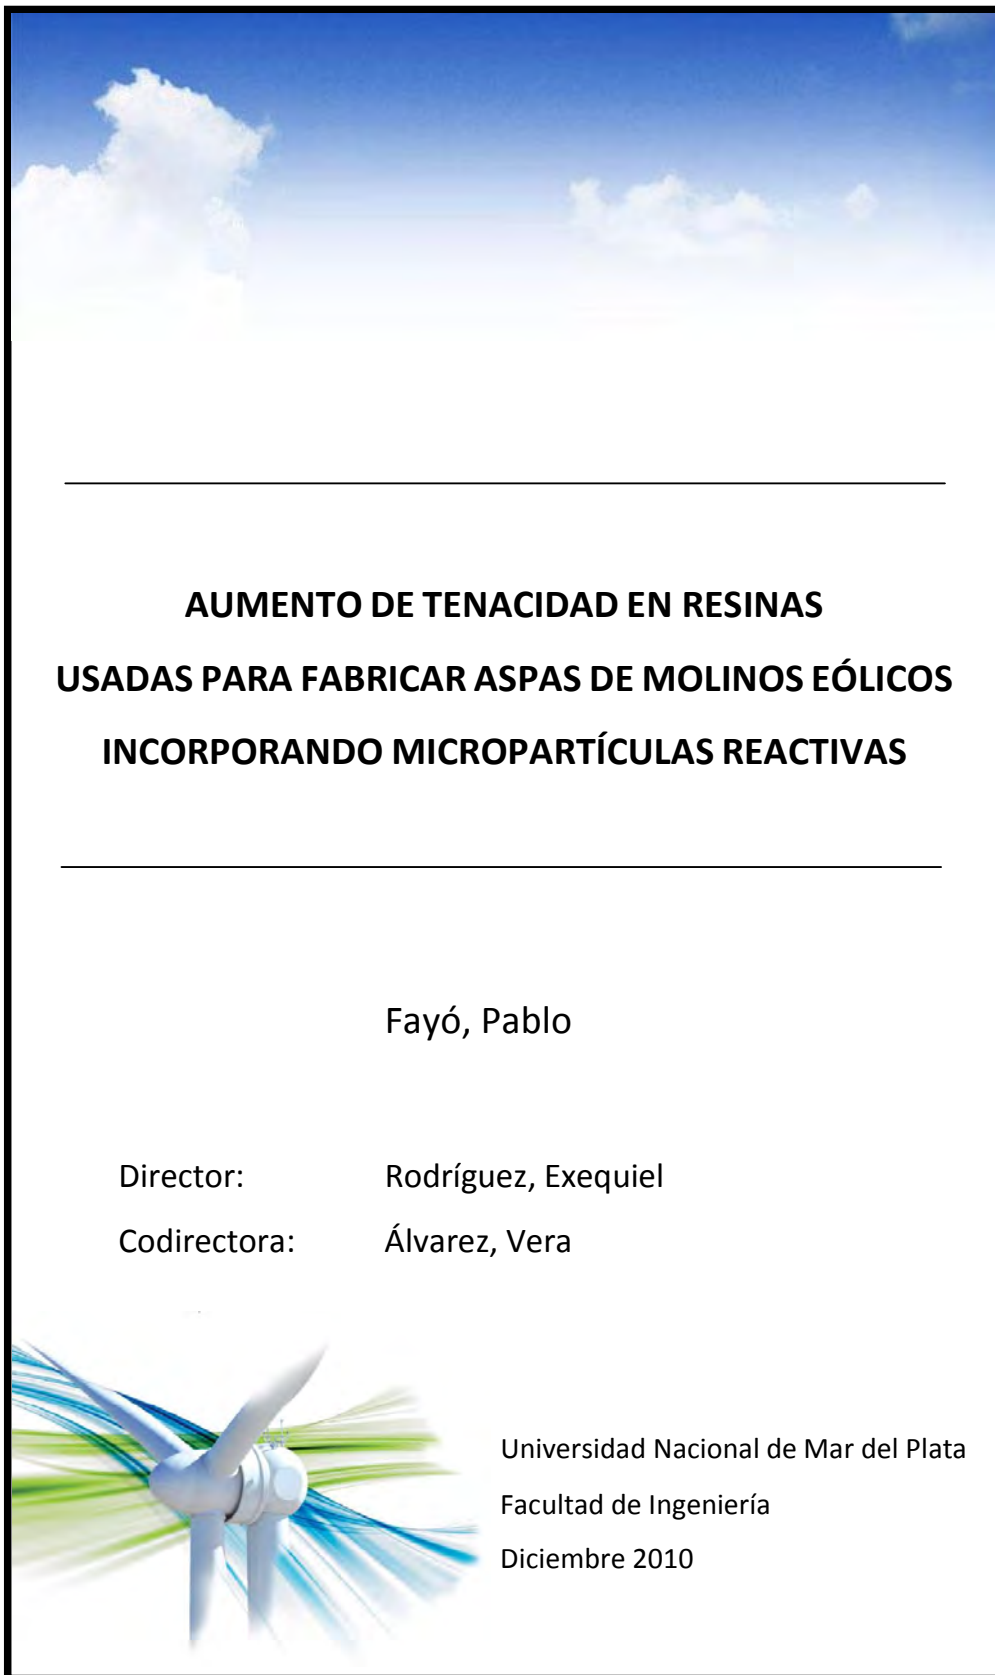 AUMENTO DE TENACIDAD EN RESINAS
USADAS PARA FABRICAR ASPAS DE MOLINOS EÓLICOS
INCORPORANDO MICROPARTÍCULAS REACTIVAS
Fayó, Pablo
Director: Rodríguez, Exequiel
Codirectora: Álvarez, Vera
Universidad Nacional de Mar del Plata
Facultad de Ingeniería
Diciembre 2010